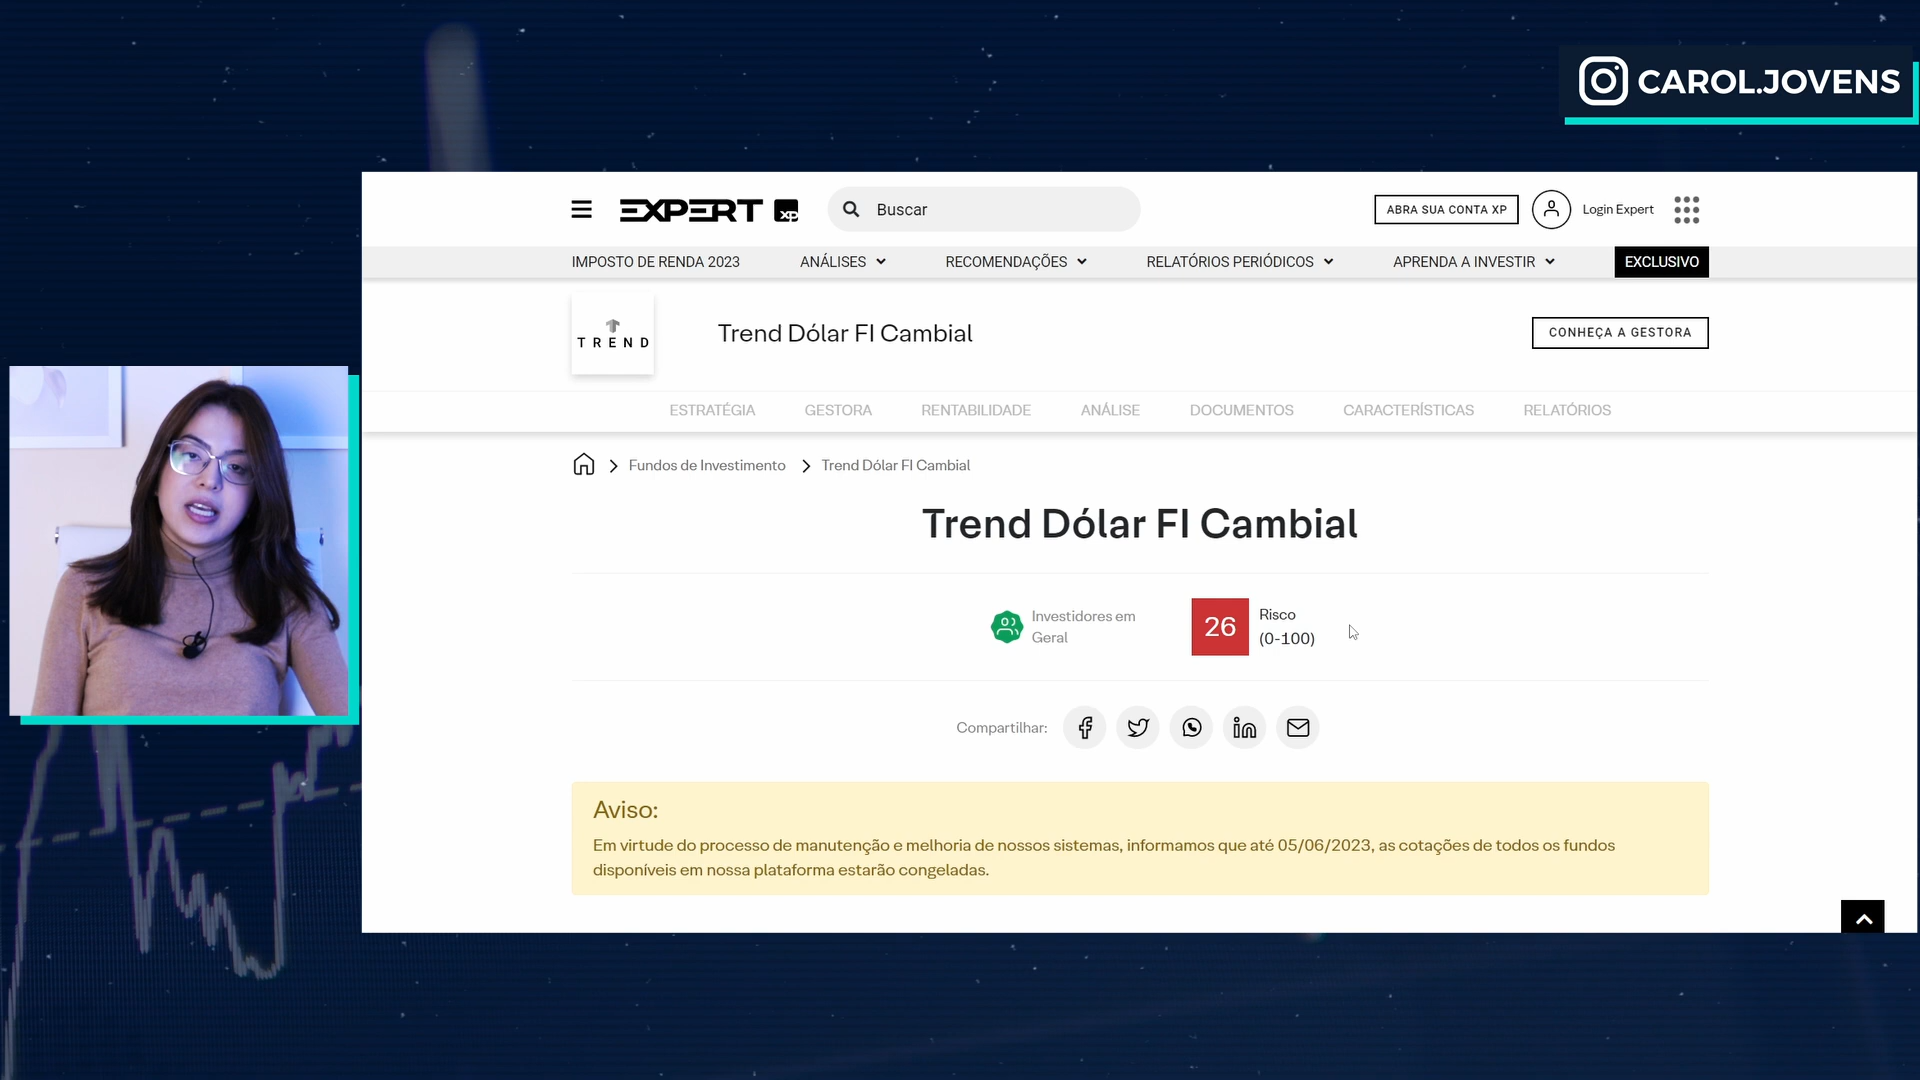 CAROL.JOVENS
EXPERT XP
Buscar
ABRA SUA CONTA XP
Login Expert
IMPOSTO DE RENDA 2023
ANÁLISES
RECOMENDAÇÕES
RELATÓRIOS PERIÓDICOS
APRENDA A INVESTIR
EXCLUSIVO
TREND
Trend Dólar FI Cambial
CONHEÇA A GESTORA
ESTRATÉGIA
GESTORA
RENTABILIDADE
ANÁLISE
DOCUMENTOS
CARACTERÍSTICAS
RELATÓRIOS
Fundos de Investimento
Trend Dólar FI Cambial
Trend Dólar FI Cambial
Investidores em
Geral
26
Risco
(0-100)
Compartilhar:
Aviso:
Em virtude do processo de manutenção e melhoria de nossos sistemas, informamos que até 05/06/2023, as cotações de todos os fundos
disponíveis em nossa plataforma estarão congeladas.